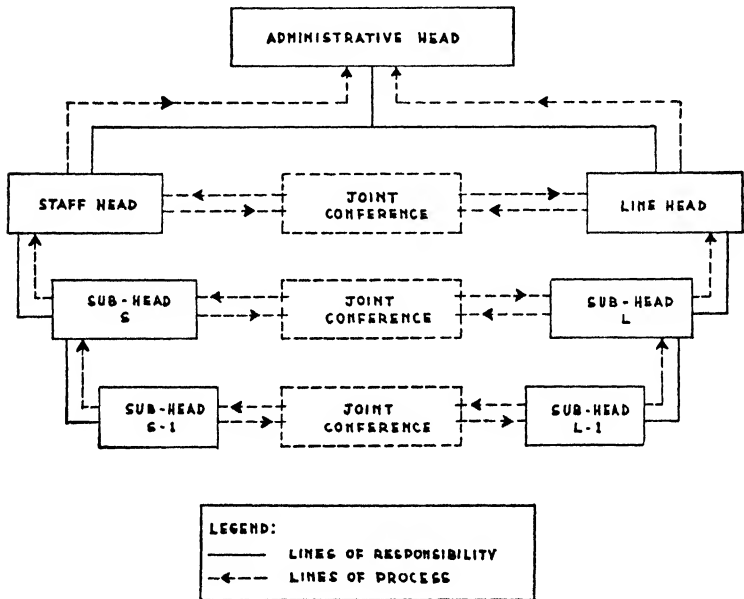 ADMINISTRATIVE HEAD
STAFF HEAD
JOINT
CONFERENCE
LINE HEAD
SUB-HEAD
S
JOINT
CONFERENCE
SUB-HEAD
L
SUB-HEAD
S-1
JOINT
CONFERENCE
SUB-HEAD
L-1
LEGEND:
LINES OF RESPONSIBILITY
LINES OF PROCESS